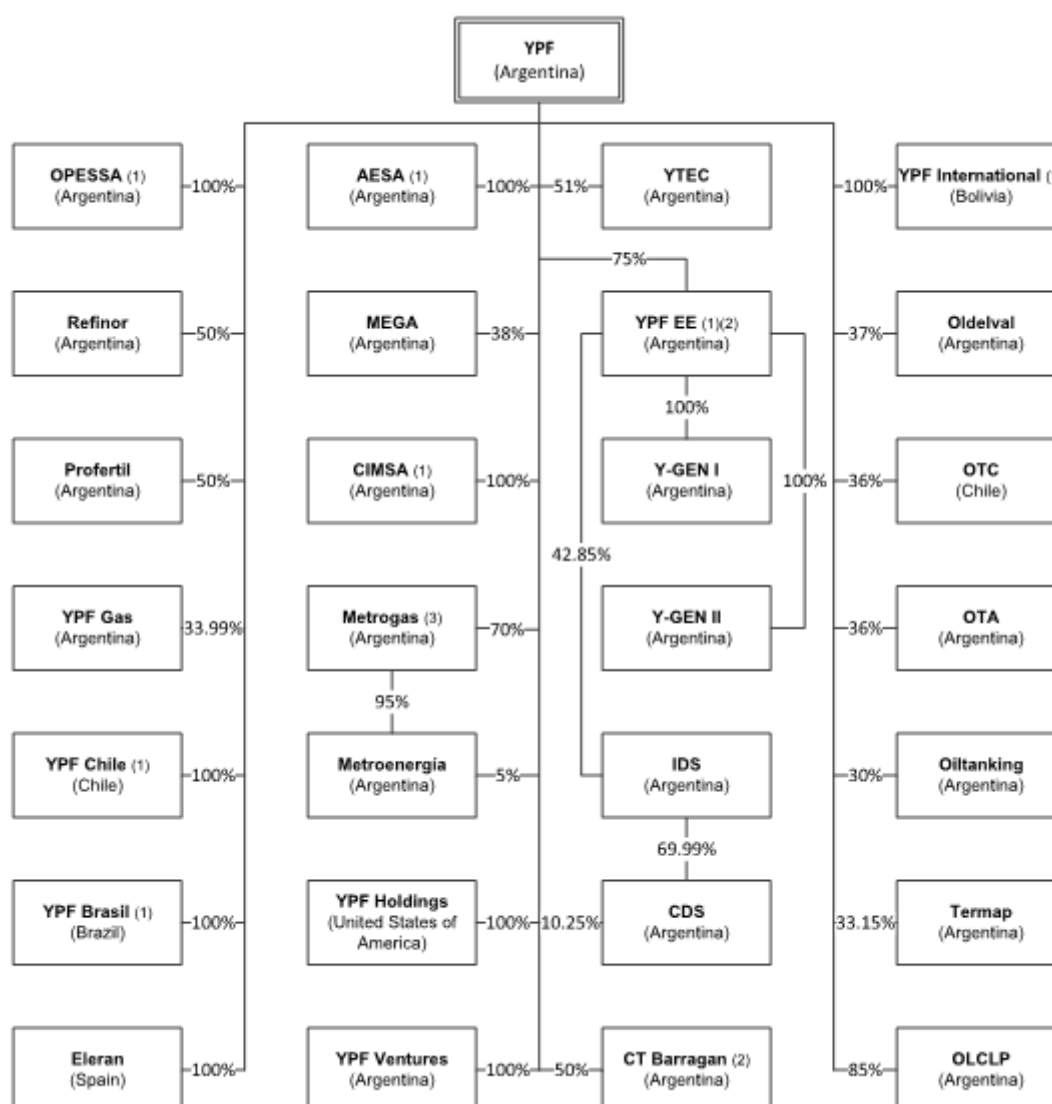 YPF
(Argentina)
OPESSA (1)
(Argentina)
100%
AESA (1)
(Argentina)
100%
51%
YTEC
(Argentina)
100%
YPF International (
(Bolivia)
75%
Refinor
(Argentina)
50%
MEGA
(Argentina)
38%
YPF EE (1)(2)
(Argentina)
37%
Oldelval
(Argentina)
100%
Profertil
(Argentina)
50%
CIMSA (1)
(Argentina)
100%
Y-GEN I
(Argentina)
100%
36%
OTC
(Chile)
42.85%
YPF Gas
(Argentina)
33.99%
Metrogas (3)
(Argentina)
70%
Y-GEN II
(Argentina)
36%
OTA
(Argentina)
95%
YPF Chile (1)
(Chile)
100%
Metroenergía
(Argentina)
5%
IDS
(Argentina)
30%
Oiltanking
(Argentina)
69.99%
YPF Brasil (1)
(Brazil)
100%
YPF Holdings
(United States of
America)
100%
10.25%
CDS
(Argentina)
33.15%
Termap
(Argentina)
Eleran
(Spain)
100%
YPF Ventures
(Argentina)
100%
50%
CT Barragan (2)
(Argentina)
85%
OLCLP
(Argentina)